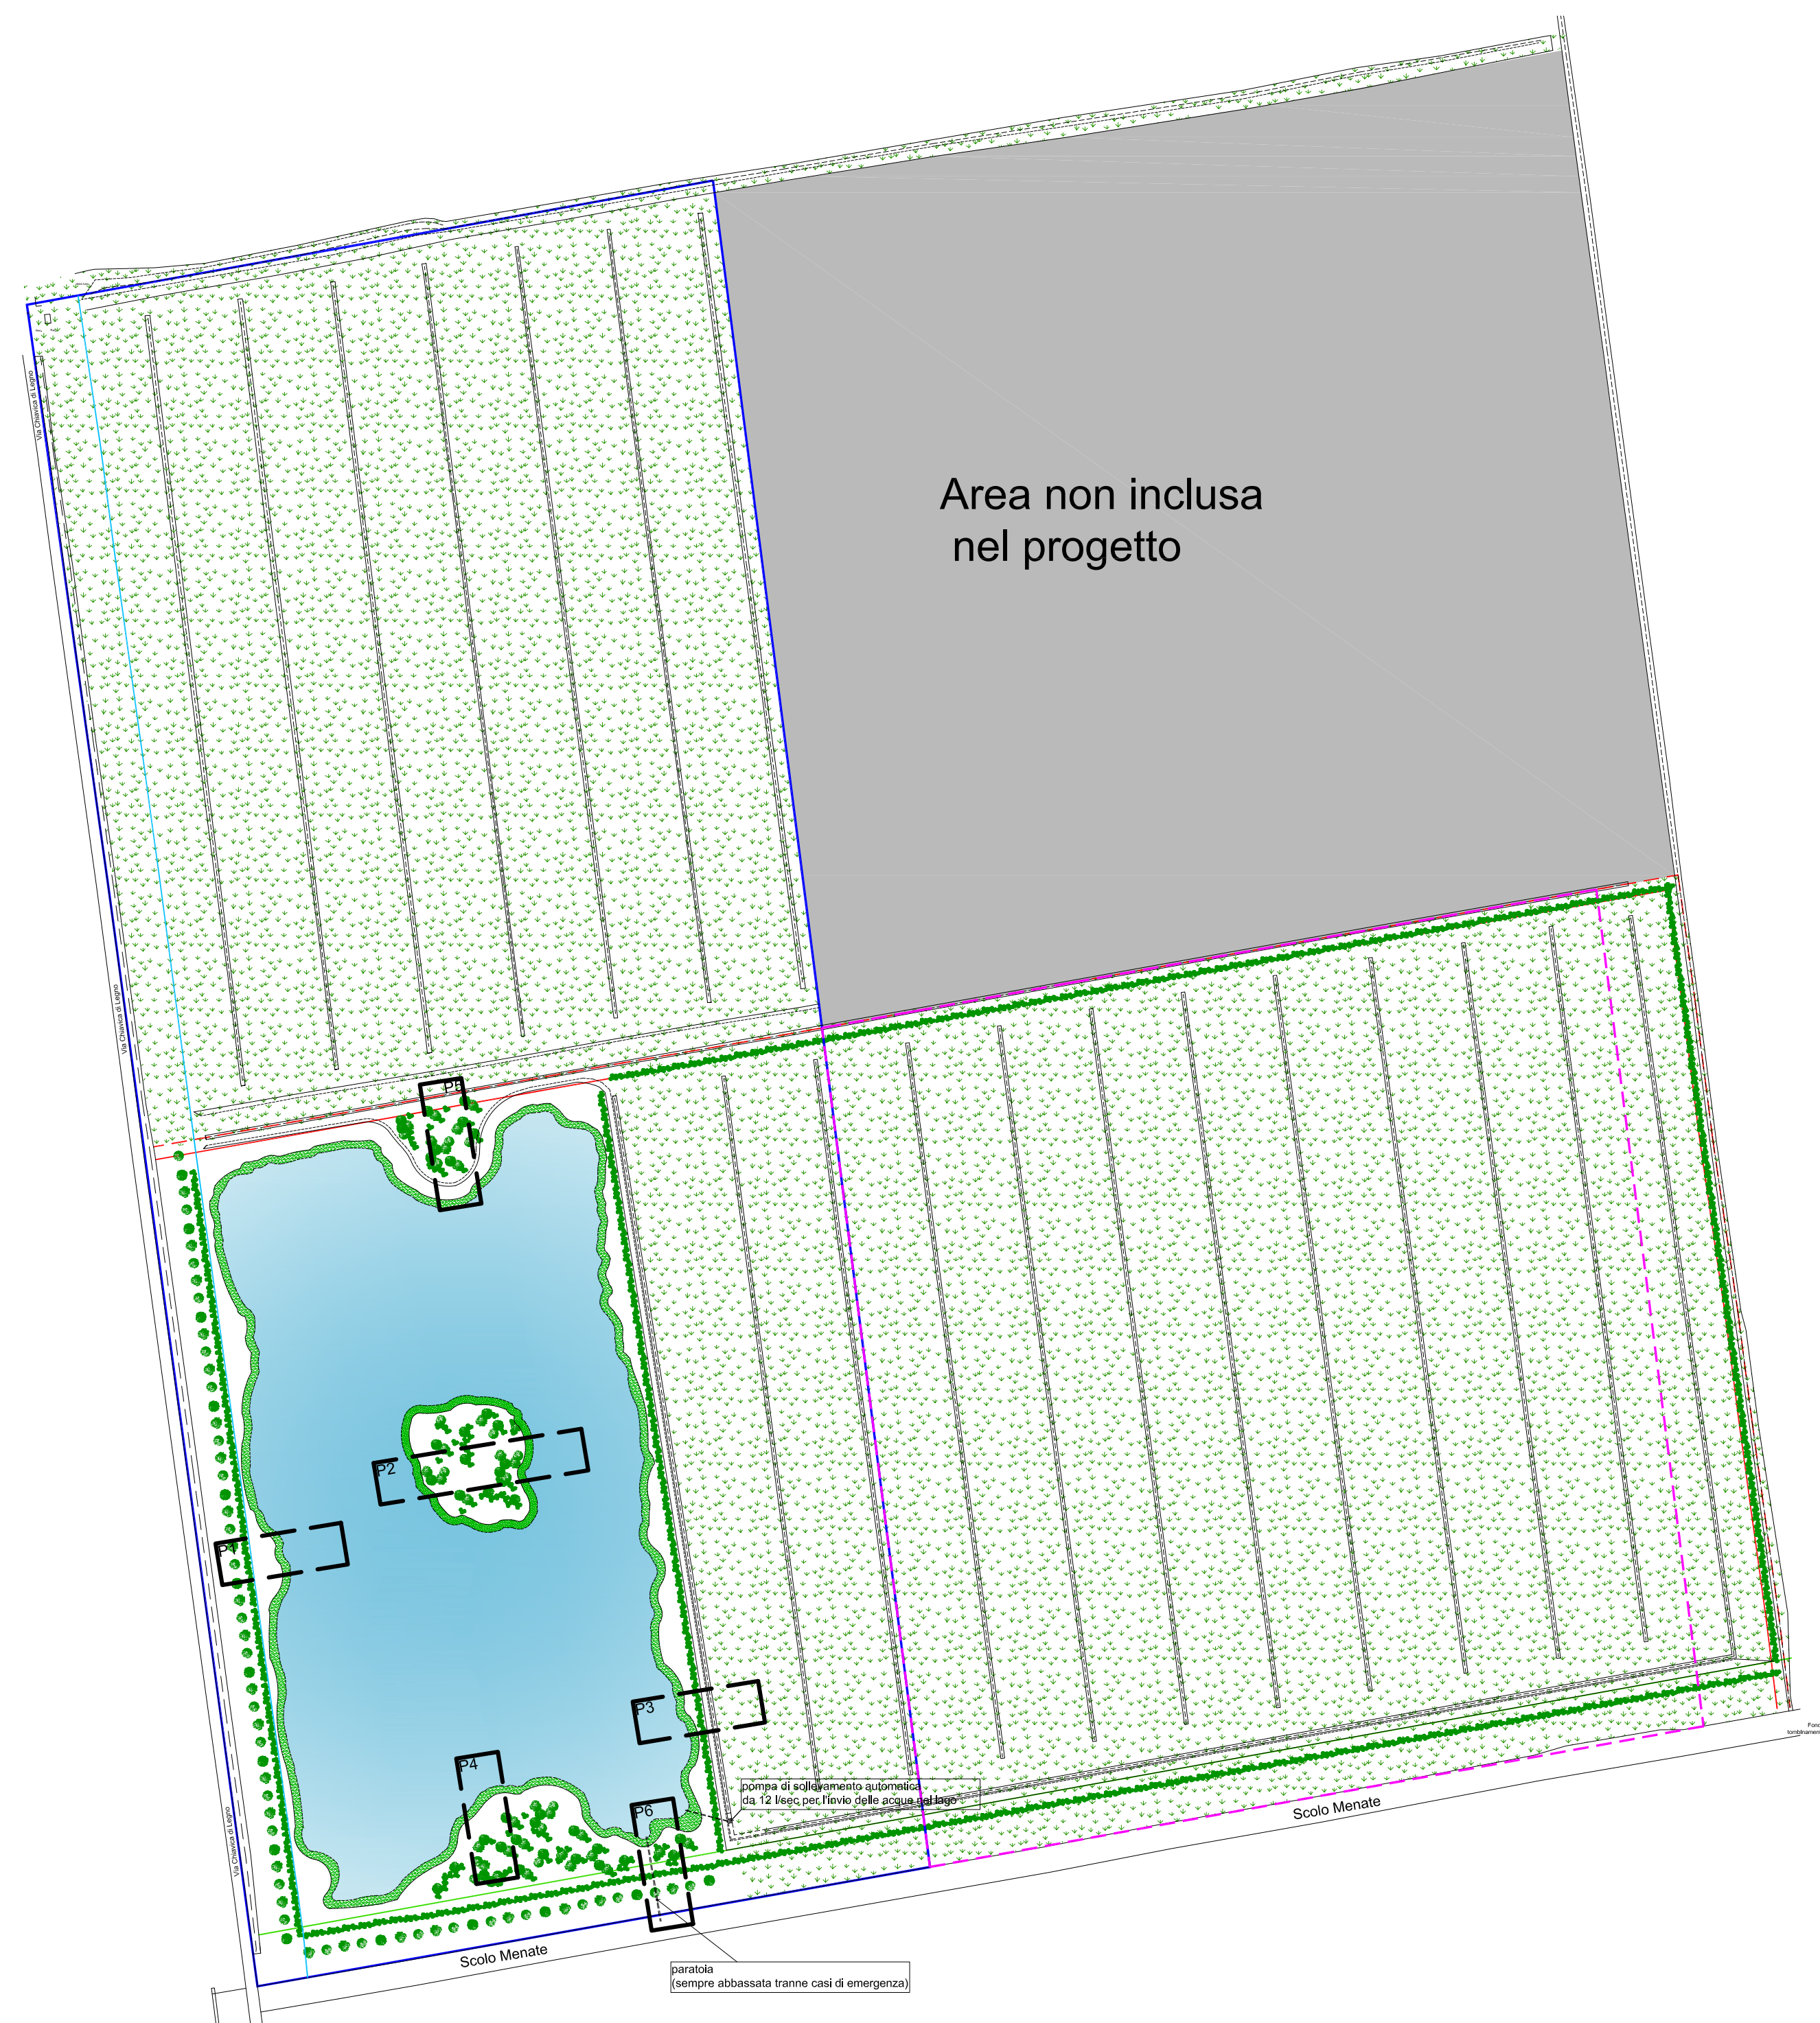 Area non inclusa
nel progetto
Via Chiavica di Legno
Via Chiavica di Legno
P5
P2
P1
P3
P4
P6
pompa di sollevamento automatica
da 12 l/sec per l'invio delle acque nel lago
Scolo Menate
Via Chiavica di Legno
Scolo Menate
paratoia
(sempre abbassata tranne casi di emergenza)